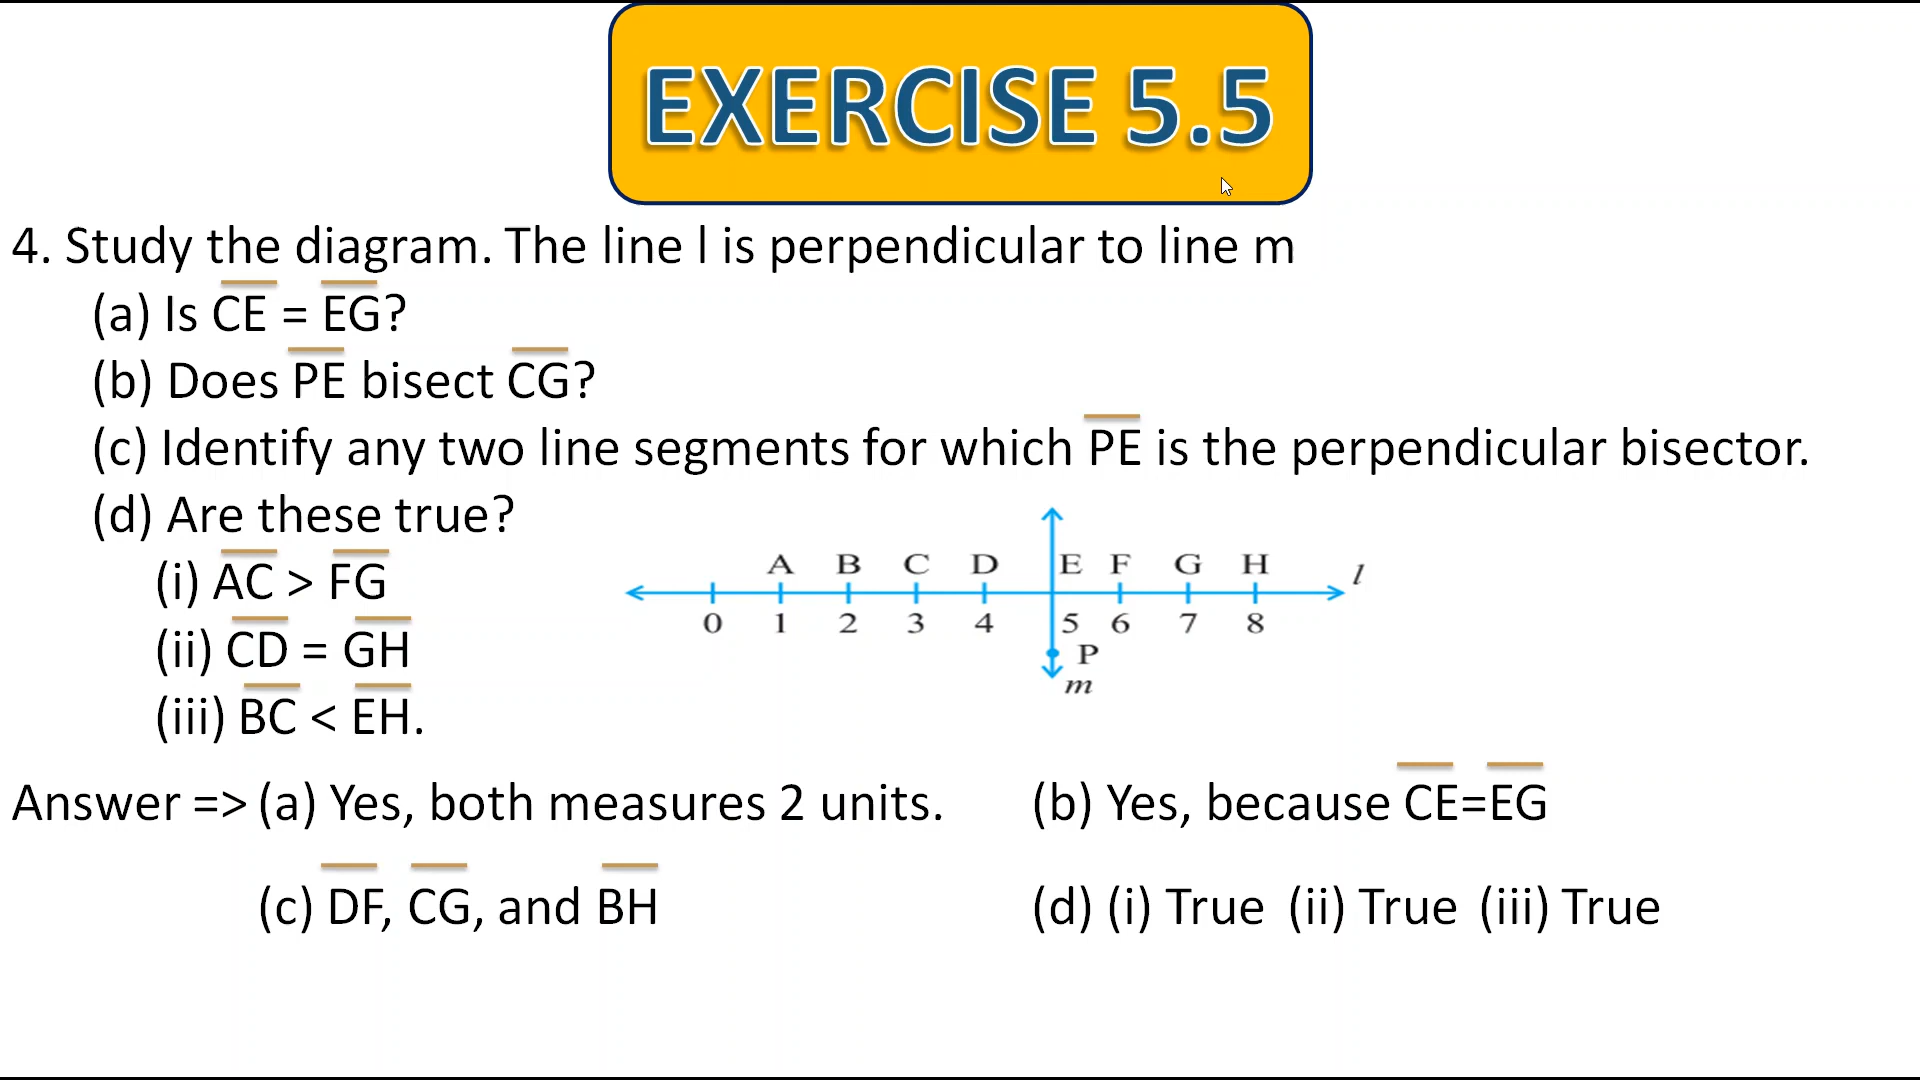 EXERCISE 5.5
4. Study the diagram. The line l is perpendicular to line m
(a) Is CE = EG?
(b) Does PE bisect CG?
(c) Identify any two line segments for which PE is the perpendicular bisector.
(d) Are these true?
(i) AC > FG
(ii) CD = GH
(iii) BC < EH.
A B C D E F G H l
0 1 2 3 4 5 6 7 8
P
m
Answer => (a) Yes, both measures 2 units. (b) Yes, because CE=EG
(c) DF, CG, and BH (d) (i) True (ii) True (iii) True